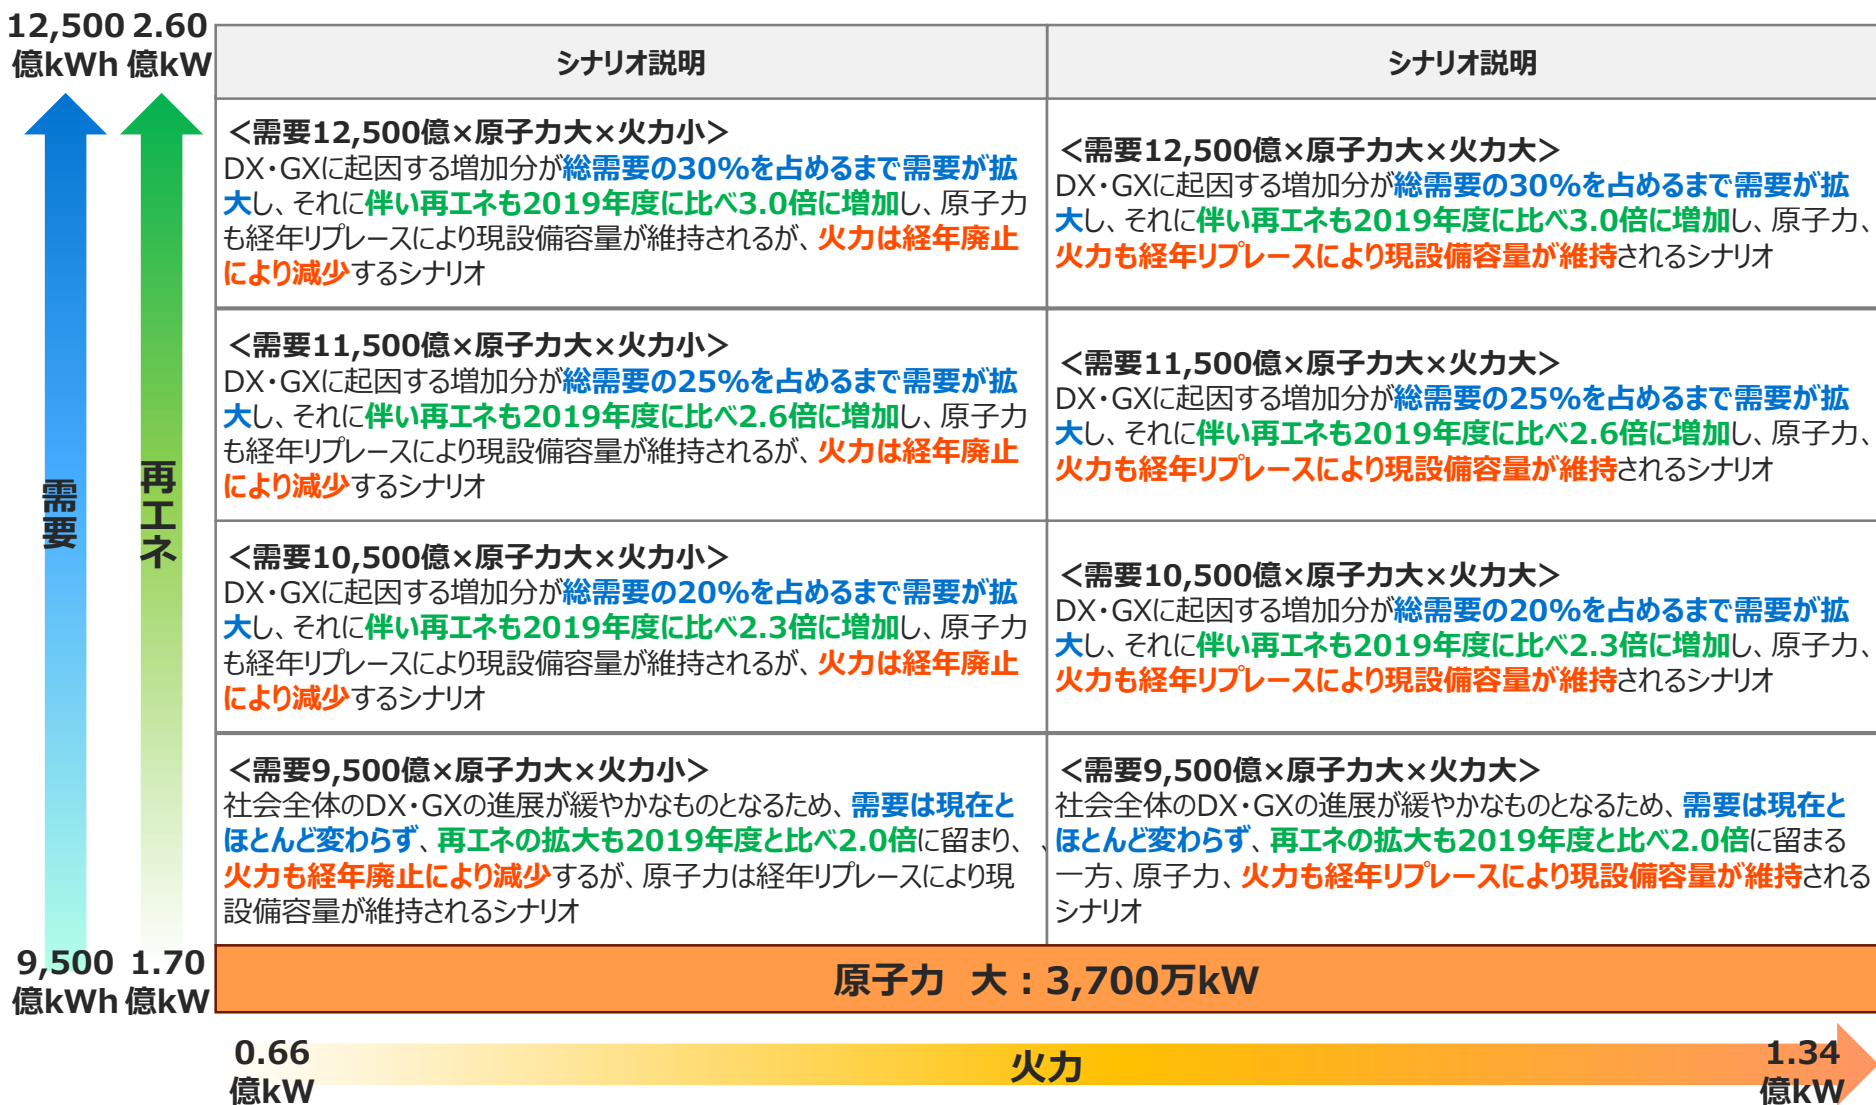 12,500
億kWh
2.60
億kW
シナリオ説明
シナリオ説明
＜需要12,500億×原子力大×火力小＞
DX・GXに起因する増加分が総需要の30%を占めるまで需要が拡
大し、それに伴い再エネも2019年度に比べ3.0倍に増加し、原子力
も経年リプレースにより現設備容量が維持されるが、火力は経年廃止
により減少するシナリオ
＜需要12,500億×原子力大×火力大＞
DX・GXに起因する増加分が総需要の30%を占めるまで需要が拡
大し、それに伴い再エネも2019年度に比べ3.0倍に増加し、原子力、
火力も経年リプレースにより現設備容量が維持されるシナリオ
＜需要11,500億×原子力大×火力小＞
DX・GXに起因する増加分が総需要の25%を占めるまで需要が拡
大し、それに伴い再エネも2019年度に比べ2.6倍に増加し、原子力
も経年リプレースにより現設備容量が維持されるが、火力は経年廃止
により減少するシナリオ
＜需要11,500億×原子力大×火力大＞
DX・GXに起因する増加分が総需要の25%を占めるまで需要が拡
大し、それに伴い再エネも2019年度に比べ2.6倍に増加し、原子力、
火力も経年リプレースにより現設備容量が維持されるシナリオ
需要
再エネ
＜需要10,500億×原子力大×火力小＞
DX・GXに起因する増加分が総需要の20%を占めるまで需要が拡
大し、それに伴い再エネも2019年度に比べ2.3倍に増加し、原子力
も経年リプレースにより現設備容量が維持されるが、火力は経年廃止
により減少するシナリオ
＜需要10,500億×原子力大×火力大＞
DX・GXに起因する増加分が総需要の20%を占めるまで需要が拡
大し、それに伴い再エネも2019年度に比べ2.3倍に増加し、原子力、
火力も経年リプレースにより現設備容量が維持されるシナリオ
＜需要9,500億×原子力大×火力小＞
社会全体のDX・GXの進展が緩やかなものとなるため、需要は現在と
ほとんど変わらず、再エネの拡大も2019年度と比べ2.0倍に留まり、、
火力も経年廃止により減少するが、原子力は経年リプレースにより現
設備容量が維持されるシナリオ
＜需要9,500億×原子力大×火力大＞
社会全体のDX・GXの進展が緩やかなものとなるため、需要は現在と
ほとんど変わらず、再エネの拡大も2019年度と比べ2.0倍に留まる
一方、原子力、火力も経年リプレースにより現設備容量が維持される
シナリオ
9,500
億kWh
1.70
億kW
原子力 大：3,700万kW
0.66
億kW
火力
1.34
億kW